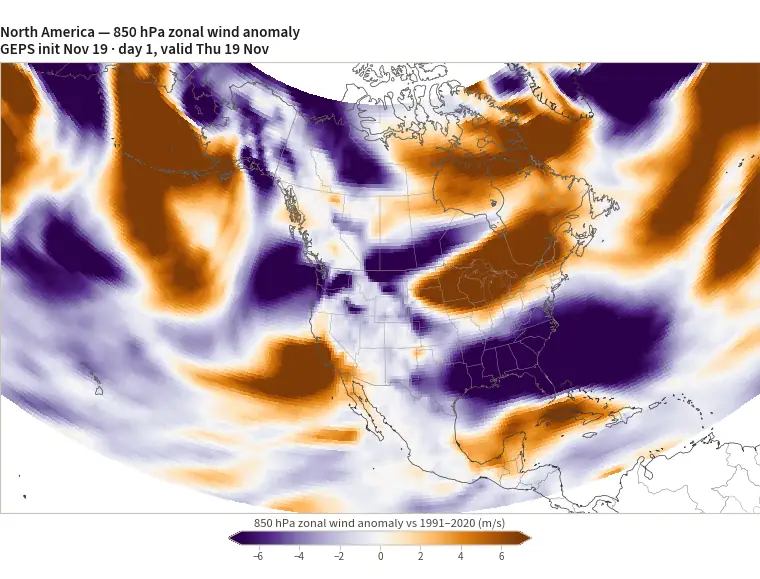 North America — 850 hPa zonal wind anomaly
GEPS init Nov 19 · day 1, valid Thu 19 Nov
850 hPa zonal wind anomaly vs 1991–2020 (m/s)
−6 −4 −2 0 2 4 6